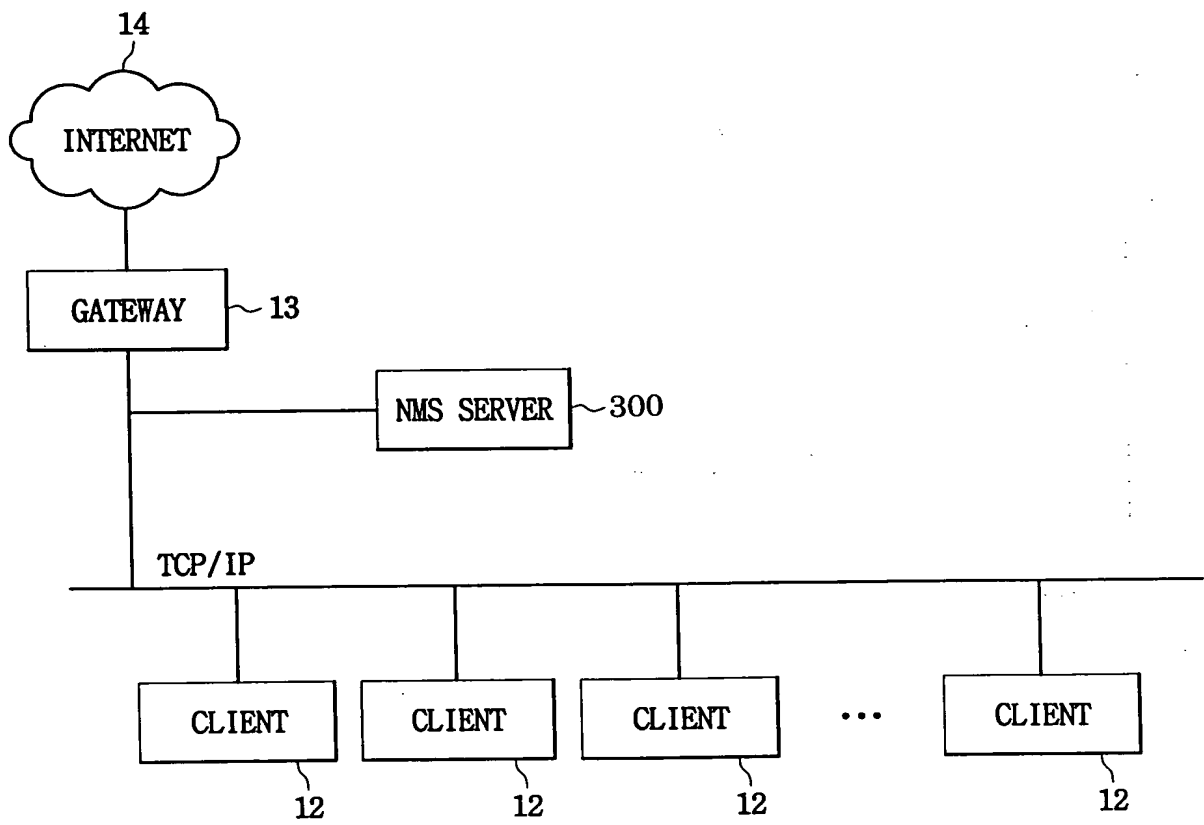 14
INTERNET
GATEWAY
13
NMS SERVER
300
TCP/IP
CLIENT CLIENT CLIENT ... CLIENT
12 12 12 12